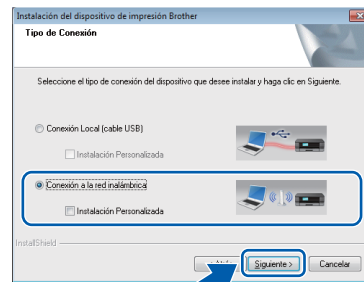 Instalación del dispositivo de impresión Brother
Tipo de Conexión
Seleccione el tipo de conexión del dispositivo que desee instalar y haga clic en Siguiente.
Conexión Local (cable USB)
Instalación Personalizada
Conexión a la red inalámbrica
Instalación Personalizada
InstallShield
Siguiente > Cancelar